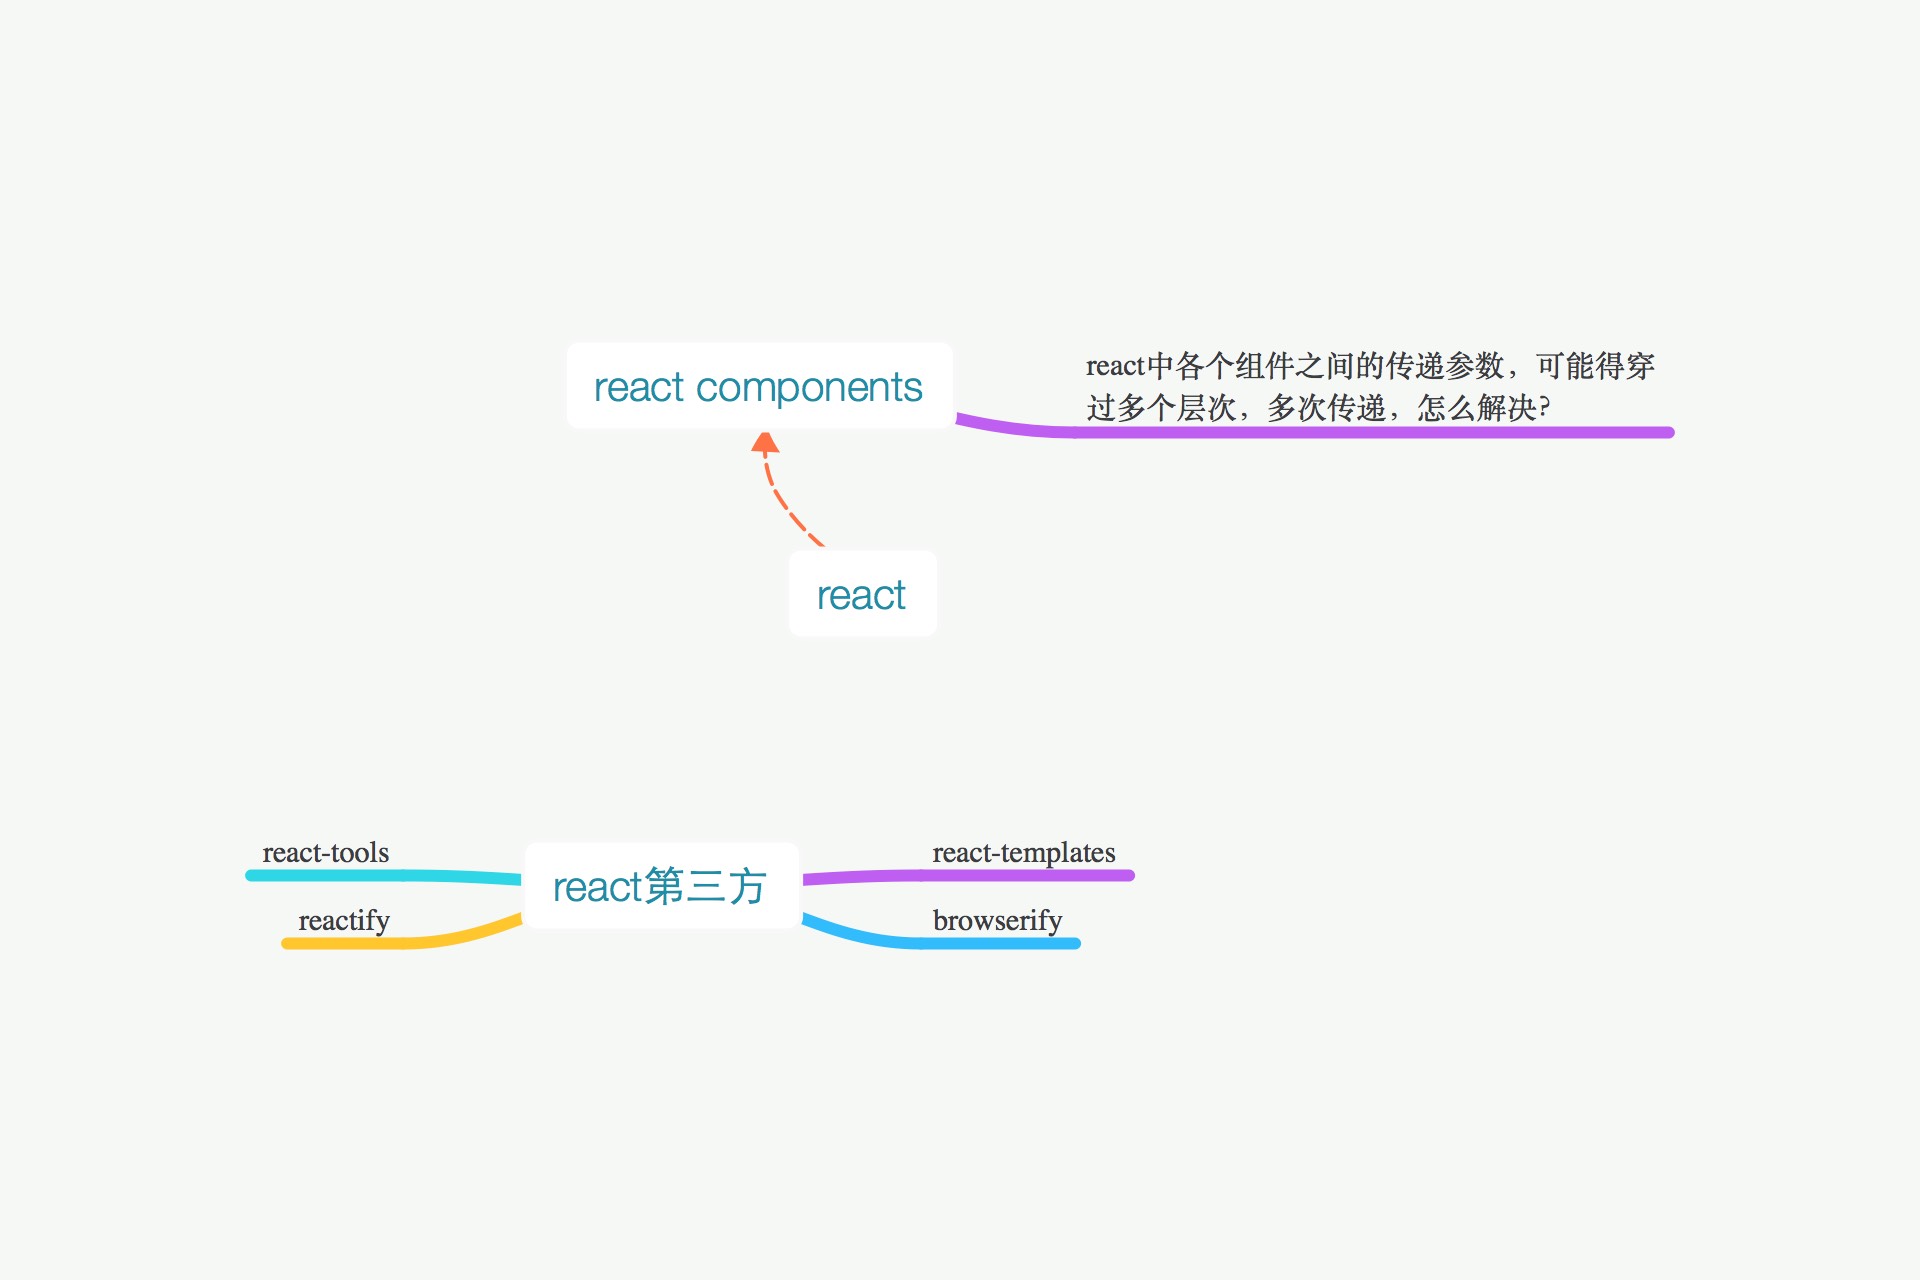 react components
react中各个组件之间的传递参数，可能得穿
过多个层次，多次传递，怎么解决？
react
react-tools
reactify
react第三方
react-templates
browserify